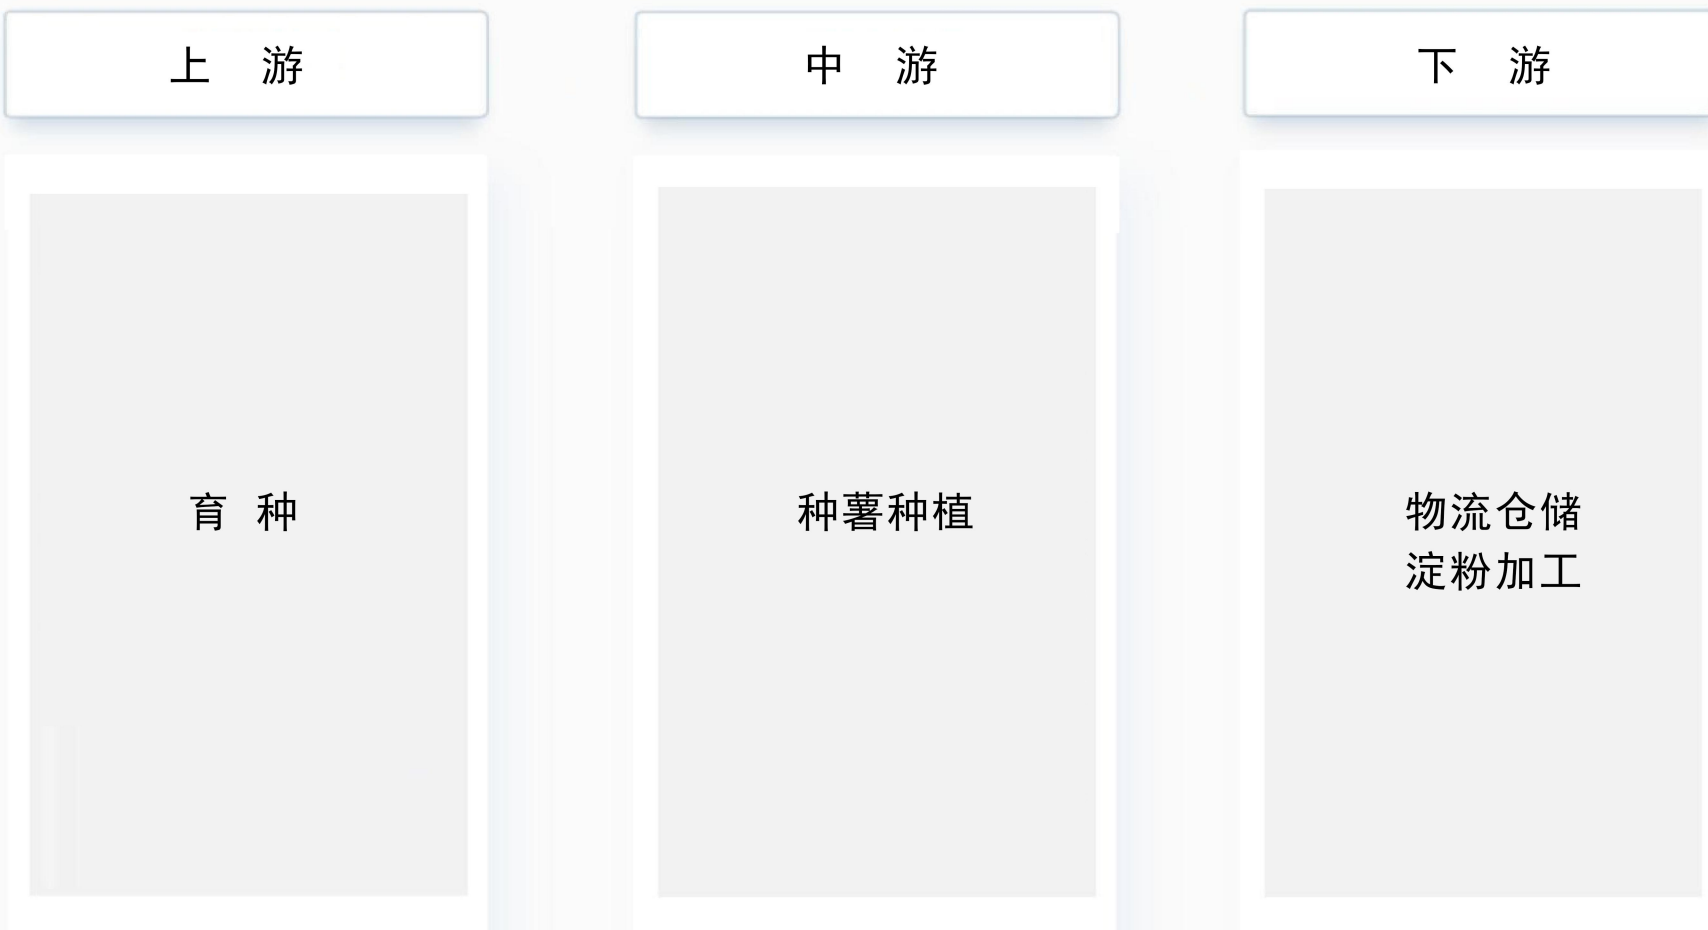 上 游
中 游
下 游
育 种
种薯种植
物流仓储
淀粉加工